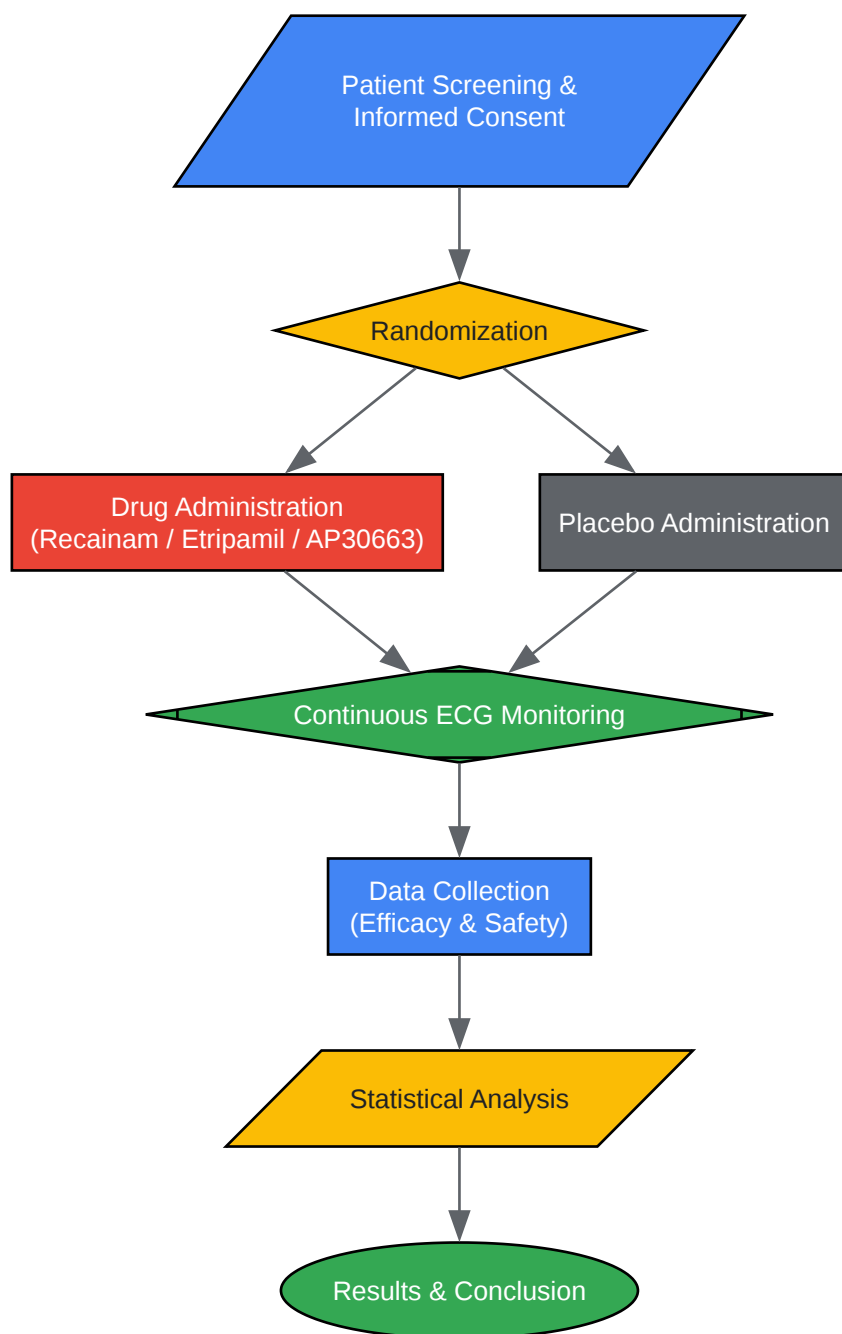 Patient Screening &
Informed Consent
Randomization
Drug Administration
(Recainam / Etripamil / AP30663)
Placebo Administration
Continuous ECG Monitoring
Data Collection
(Efficacy & Safety)
Statistical Analysis
Results & Conclusion